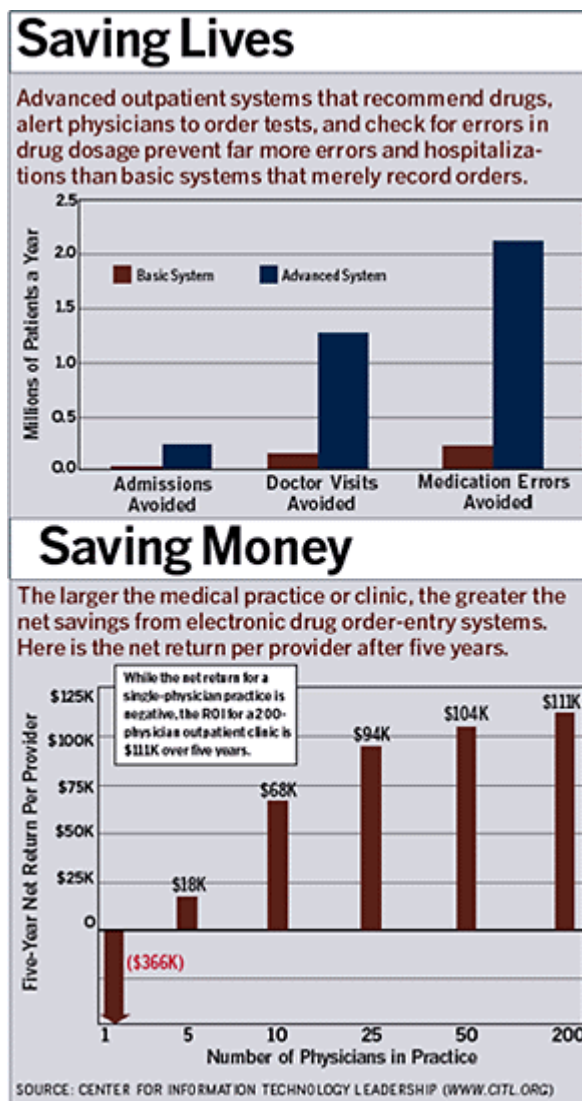 Saving Lives
Advanced outpatient systems that recommend drugs,
alert physicians to order tests, and check for errors in
drug dosage prevent far more errors and hospitaliza-
tions than basic systems that merely record orders.
2.5
2.0
1.5
1.0
0.5
0.0
Millions of Patients a Year
Basic System
Advanced System
Admissions
Avoided
Doctor Visits
Avoided
Medication Errors
Avoided
Saving Money
The larger the medical practice or clinic, the greater the
net savings from electronic drug order-entry systems.
Here is the net return per provider after five years.
While the net return for a
single-physician practice is
negative, the ROI for a 200-
physician outpatient clinic is
$111K over five years.
$125K
$100K
$75K
$50K
$25K
0
Five-Year Net Return Per Provider
($366K)
$18K
$68K
$94K
$104K
$111K
1
5
10
25
50
200
Number of Physicians in Practice
SOURCE: CENTER FOR INFORMATION TECHNOLOGY LEADERSHIP (WWW.CITL.ORG)